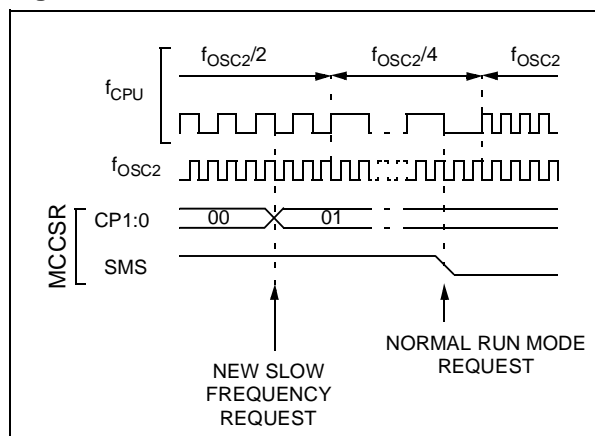 fOSC2/2
fOSC2/4
fOSC2
fCPU
fOSC2
MCCSR
CP1:0
00
01
SMS
NORMAL RUN MODE
REQUEST
NEW SLOW
FREQUENCY
REQUEST